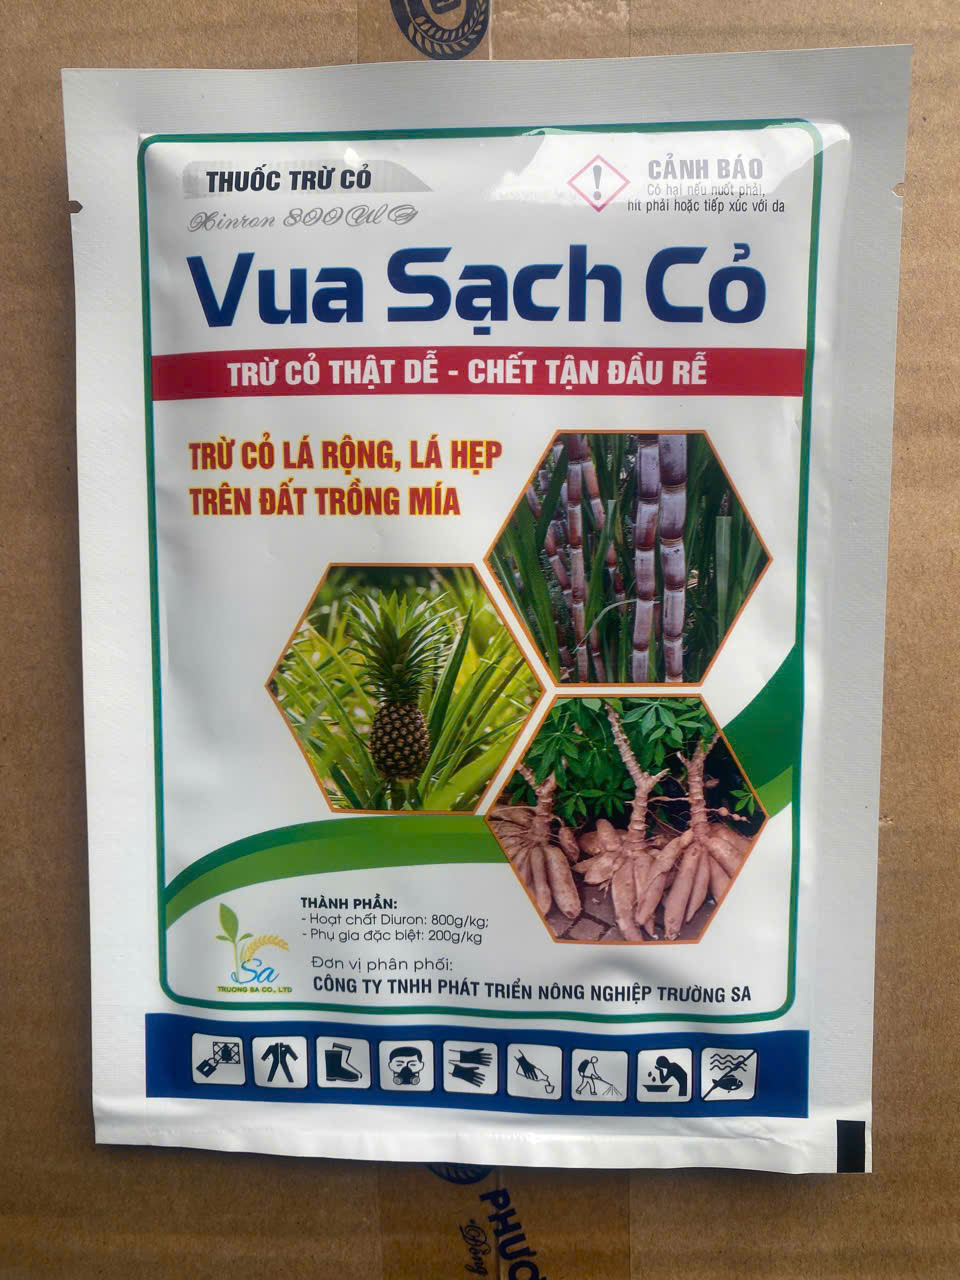 THUỐC TRỪ CỎ
Xinron 800WG
CẢNH BÁO
Có hại nếu nuốt phải,
hít phải hoặc tiếp xúc với da
Vua Sạch Cỏ
TRỪ CỎ THẬT DỄ - CHẾT TẬN ĐẦU RỄ
TRỪ CỎ LÁ RỘNG, LÁ HẸP
TRÊN ĐẤT TRỒNG MÍA
THÀNH PHẦN:
- Hoạt chất Diuron: 800g/kg;
- Phụ gia đặc biệt: 200g/kg
Sa
TRUONG SA CO., LTD
Đơn vị phân phối:
CÔNG TY TNHH PHÁT TRIỂN NÔNG NGHIỆP TRƯỜNG SA